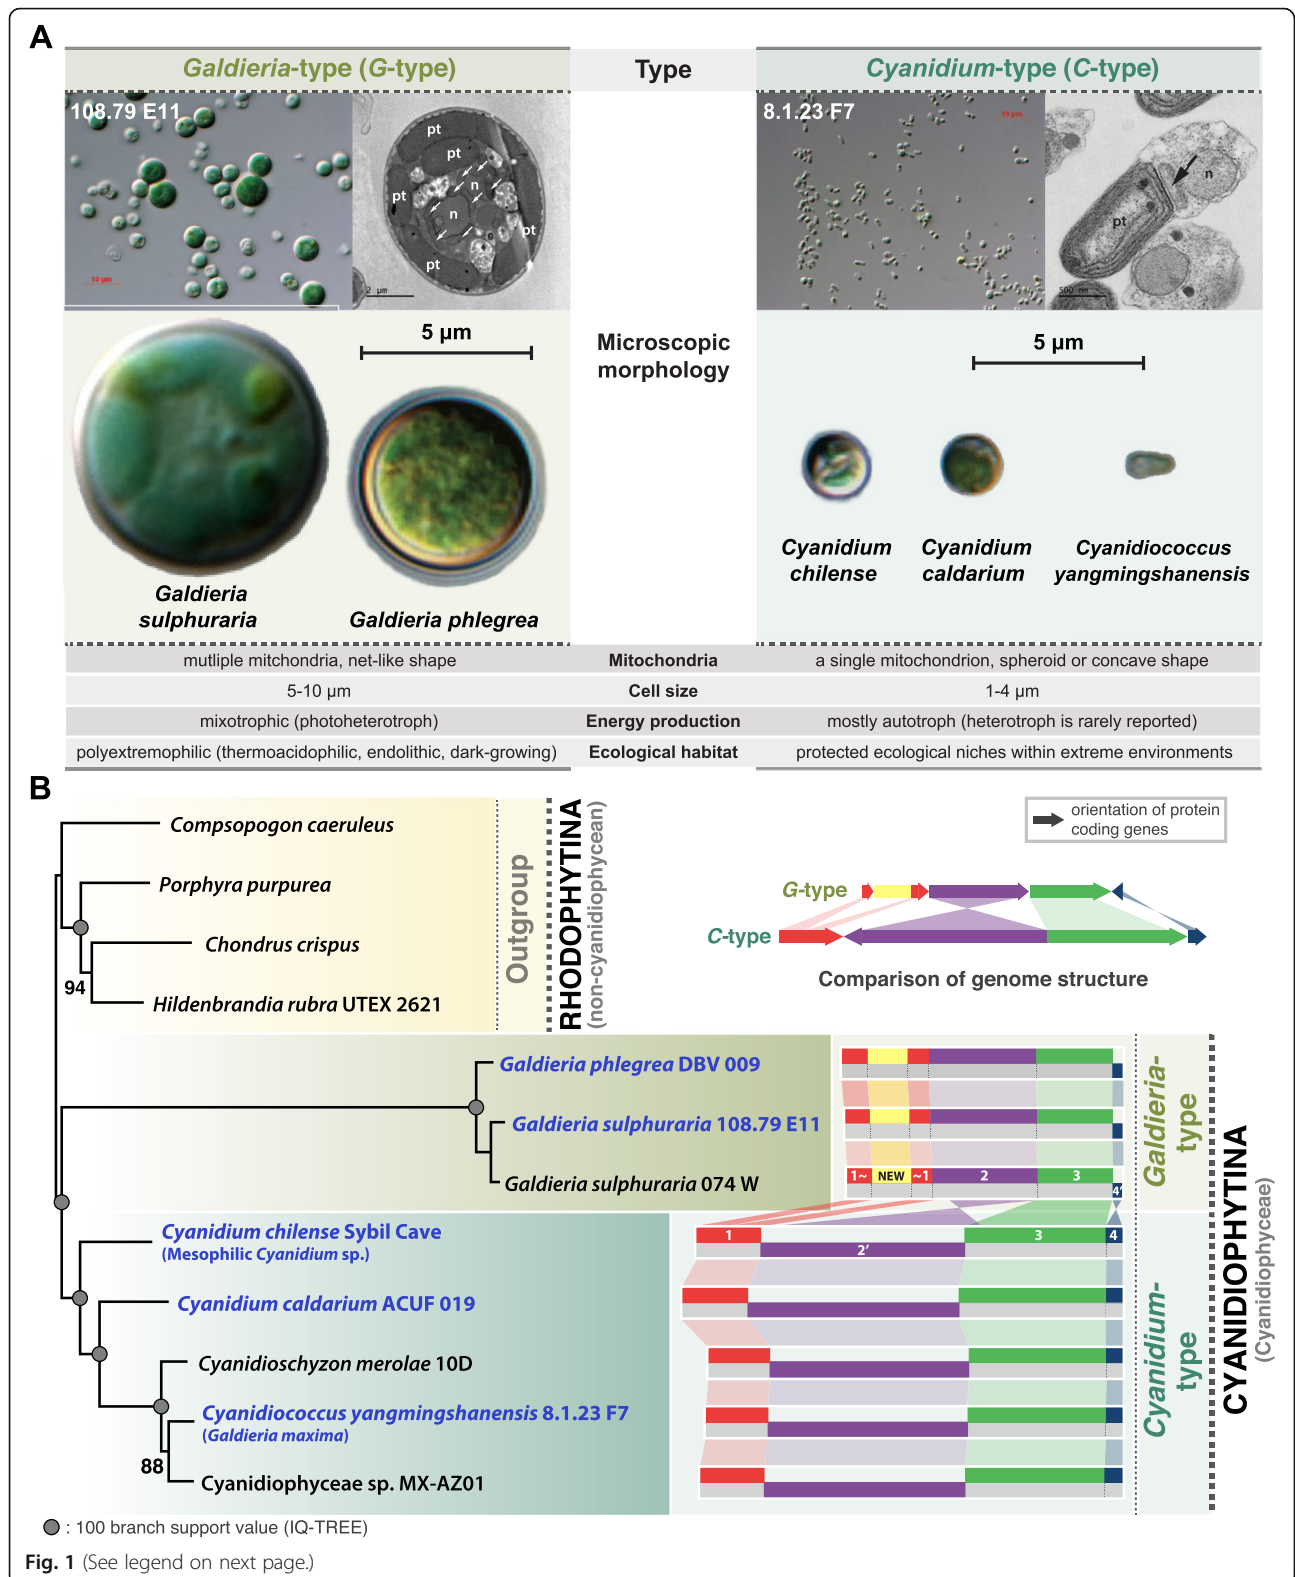 A
Galdieria-type (G-type)
Type
Cyanidium-type (C-type)
108.79 E11
pt
pt
pt
n
n
pt
pt
10 μm
2 μm
8.1.23 F7
10 μm
n
pt
500 nm
5 μm
Microscopic
morphology
5 μm
Galdieria
sulphuraria
Galdieria phlegrea
Cyanidium
chilense
Cyanidium
caldarium
Cyanidiococcus
yangmingshanensis
mutliple mitchondria, net-like shape
Mitochondria
a single mitochondrion, spheroid or concave shape
5-10 μm
Cell size
1-4 μm
mixotrophic (photoheterotroph)
Energy production
mostly autotroph (heterotroph is rarely reported)
polyextremophilic (thermoacidophilic, endolithic, dark-growing)
Ecological habitat
protected ecological niches within extreme environments
B
Compsopogon caeruleus
Porphyra purpurea
Chondrus crispus
94
Hildenbrandia rubra UTEX 2621
Outgroup
RHODOPHYTINA
(non-cyanidiophycean)
orientation of protein
coding genes
G-type
C-type
Comparison of genome structure
Galdieria phlegrea DBV 009
Galdieria sulphuraria 108.79 E11
Galdieria sulphuraria 074 W
1~
NEW
~1
2
3
4'
Galdieria-
type
Cyanidium chilense Sybil Cave
(Mesophilic Cyanidium sp.)
1
2'
3
4
Cyanidium caldarium ACUF 019
Cyanidioschyzon merolae 10D
Cyanidiococcus yangmingshanensis 8.1.23 F7
(Galdieria maxima)
88
Cyanidiophyceae sp. MX-AZ01
Cyanidium-
type
CYANIDIOPHYTINA
(Cyanidiophyceae)
: 100 branch support value (IQ-TREE)
Fig. 1 (See legend on next page.)